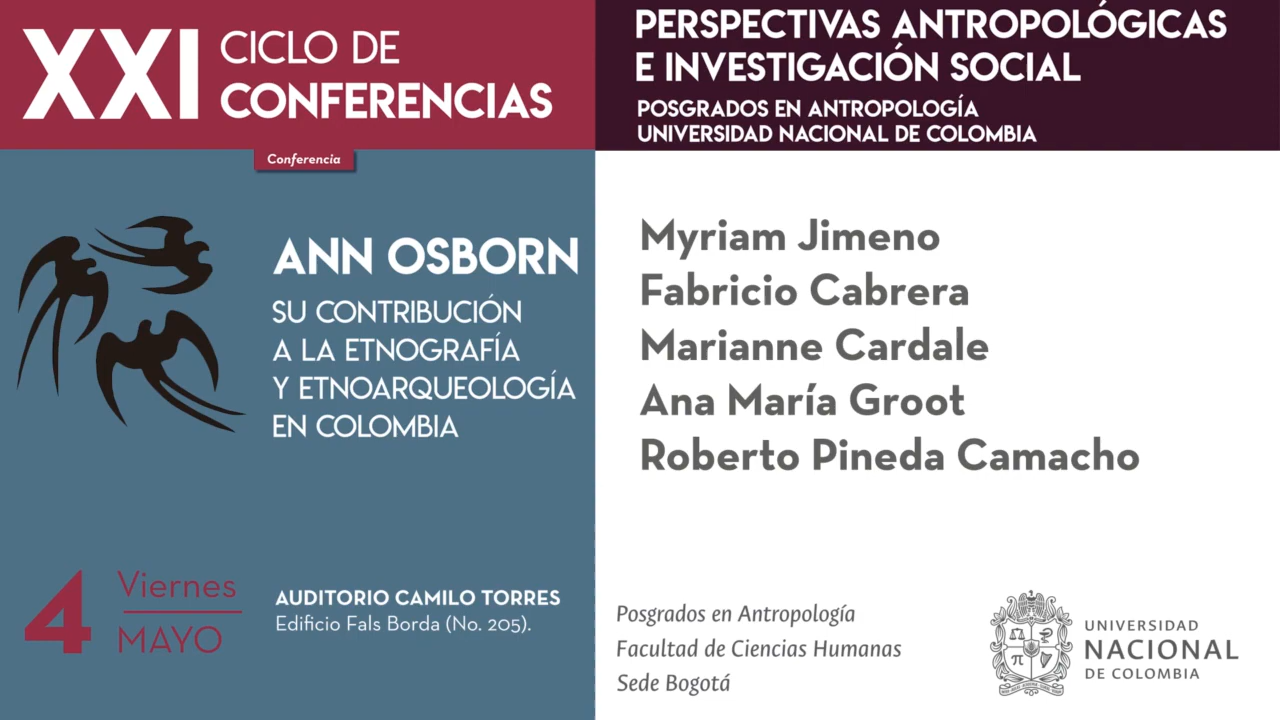 XXI
CICLO DE
CONFERENCIAS
Conferencia
PERSPECTIVAS ANTROPOLÓGICAS
E INVESTIGACIÓN SOCIAL
POSGRADOS EN ANTROPOLOGÍA
UNIVERSIDAD NACIONAL DE COLOMBIA
ANN OSBORN
SU CONTRIBUCIÓN
A LA ETNOGRAFÍA
Y ETNOARQUEOLOGÍA
EN COLOMBIA
4
Viernes
MAYO
AUDITORIO CAMILO TORRES
Edificio Fals Borda (No. 205).
Myriam Jimeno
Fabricio Cabrera
Marianne Cardale
Ana María Groot
Roberto Pineda Camacho
Posgrados en Antropología
Facultad de Ciencias Humanas
Sede Bogotá
UNIVERSIDAD
NACIONAL
DE COLOMBIA